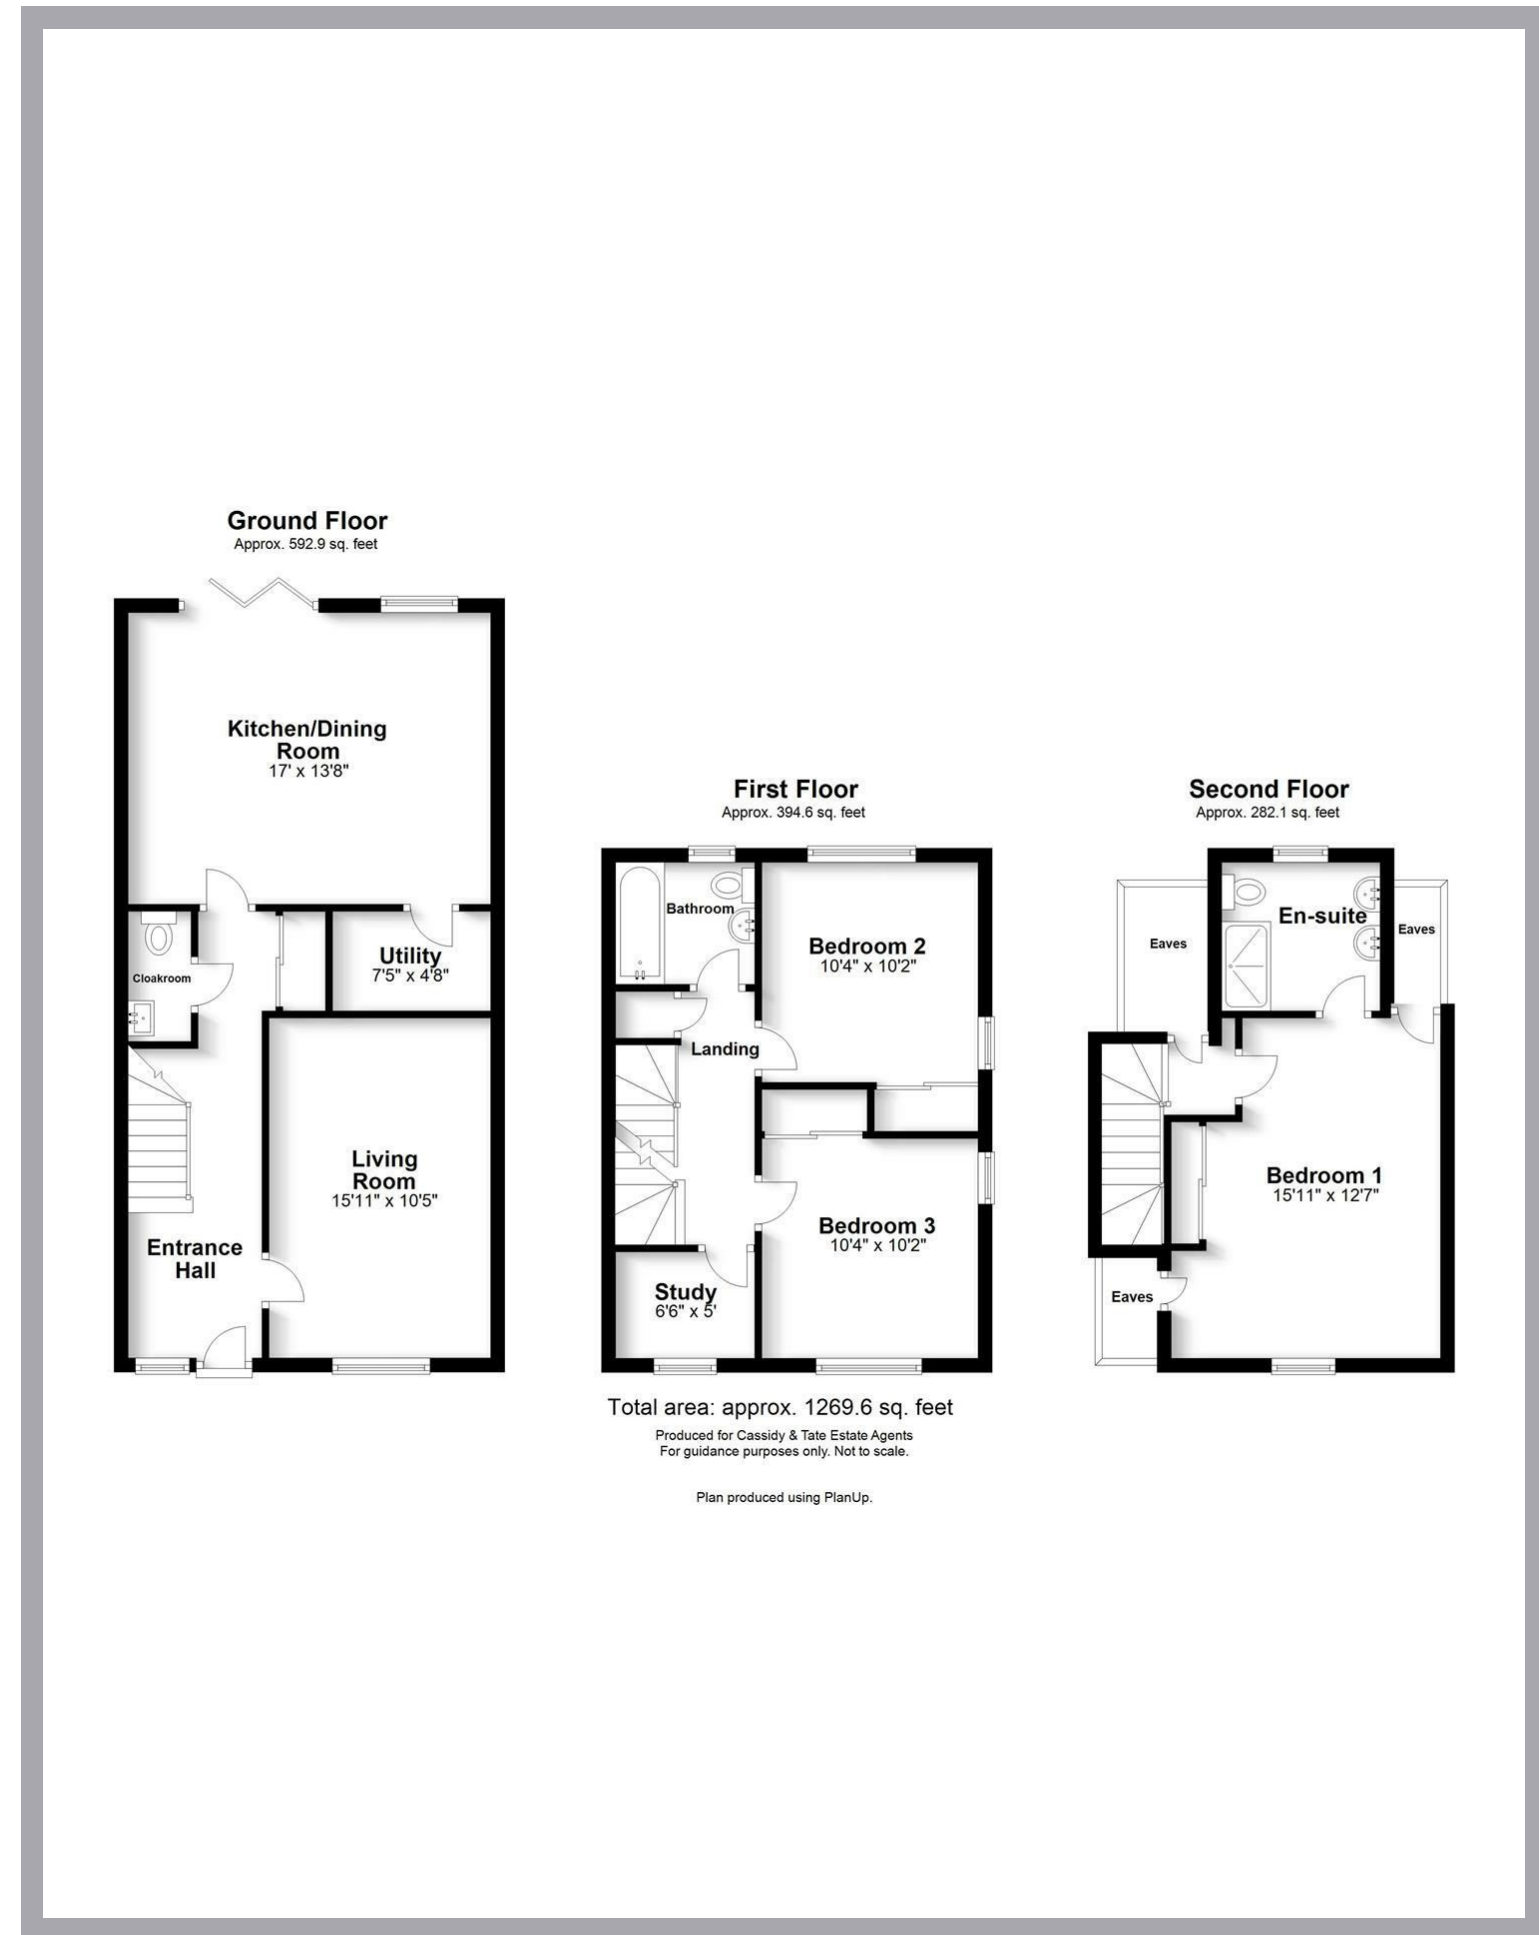 Ground Floor
Approx. 592.9 sq. feet
Kitchen/Dining
Room
17' x 13'8"
Cloakroom
Utility
7'5" x 4'8"
Living
Room
15'11" x 10'5"
Entrance
Hall
First Floor
Approx. 394.6 sq. feet
Bathroom
Bedroom 2
10'4" x 10'2"
Landing
Bedroom 3
10'4" x 10'2"
Study
6'6" x 5'
Second Floor
Approx. 282.1 sq. feet
En-suite
Eaves
Eaves
Bedroom 1
15'11" x 12'7"
Eaves
Total area: approx. 1269.6 sq. feet
Produced for Cassidy & Tate Estate Agents
For guidance purposes only. Not to scale.
Plan produced using PlanUp.